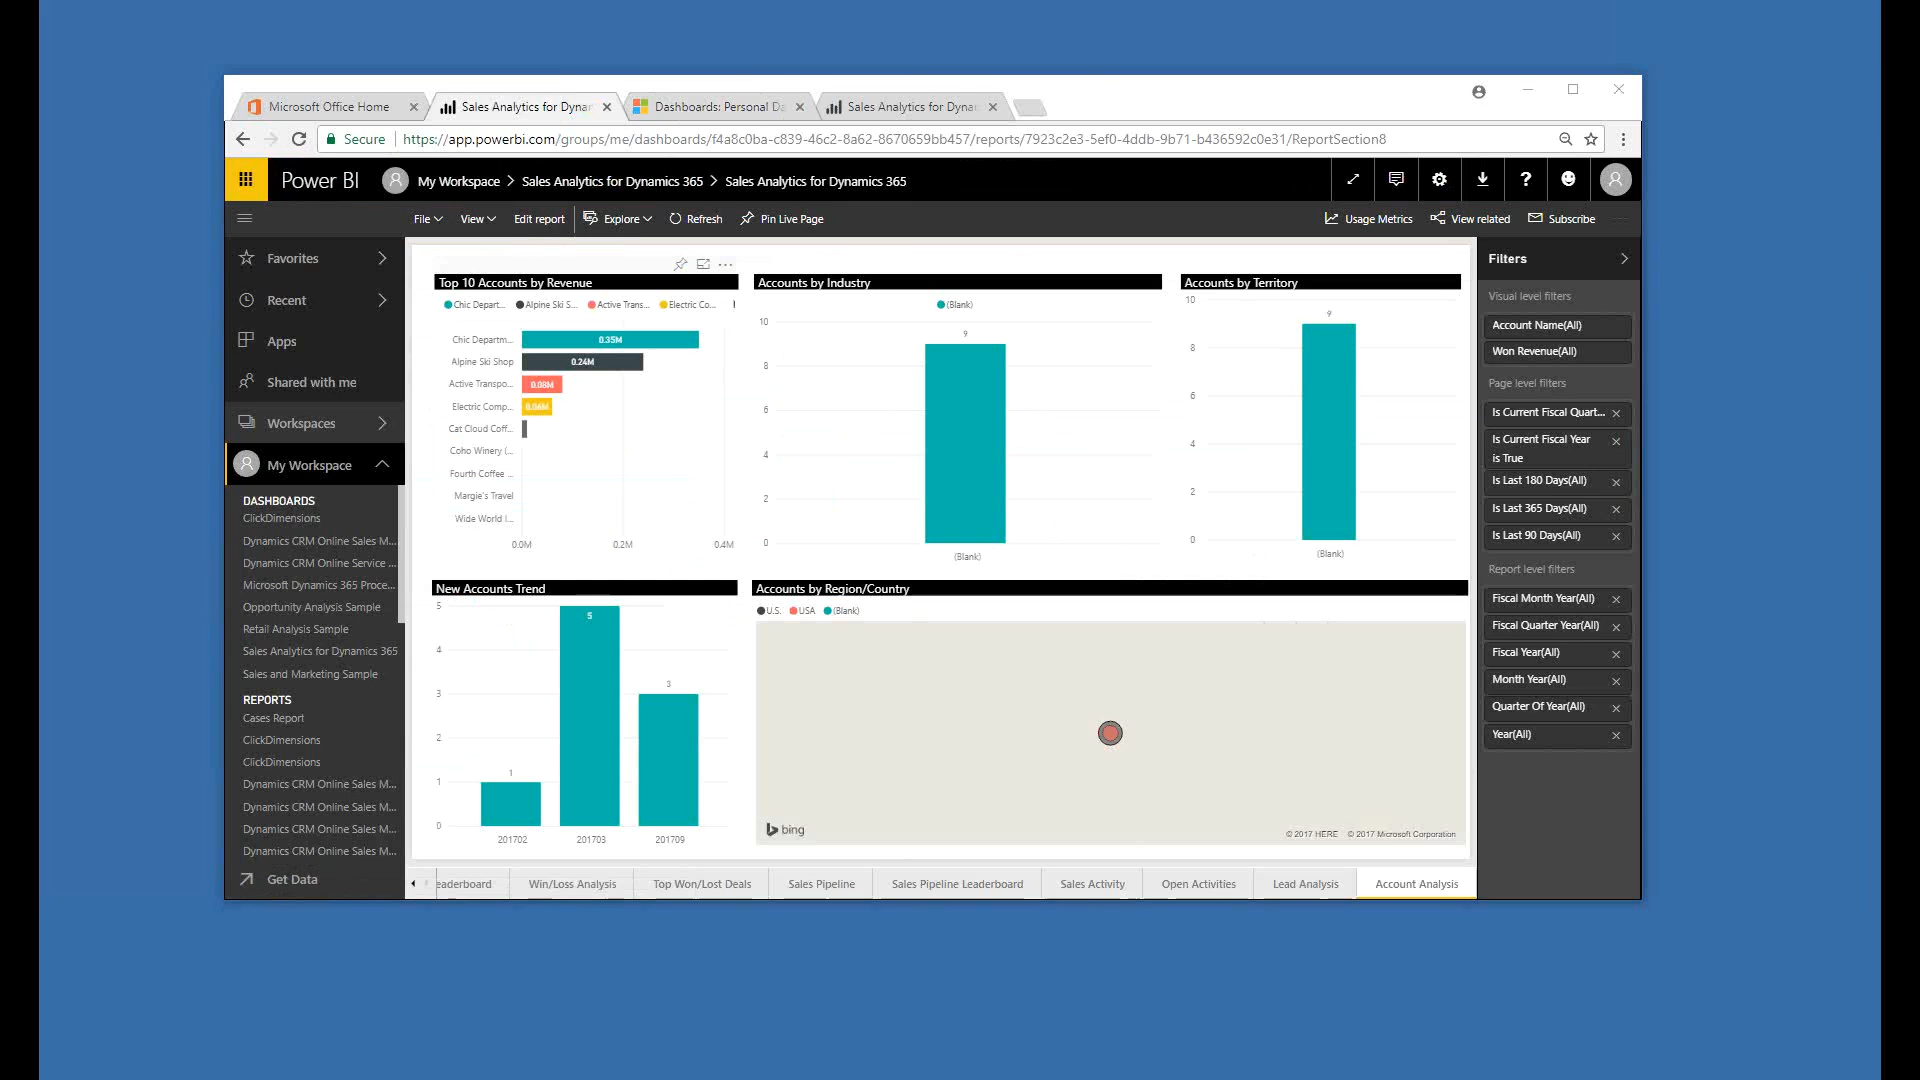 Microsoft Office Home
Sales Analytics for Dynar
Dashboards: Personal Da
Sales Analytics for Dynar
Secure
https://app.powerbi.com/groups/me/dashboards/f4a8c0ba-c839-46c2-8a62-8670659bb457/reports/7923c2e3-5ef0-4ddb-9b71-b436592c0e31/ReportSection8
Power BI
My Workspace > Sales Analytics for Dynamics 365 > Sales Analytics for Dynamics 365
File View Edit report Explore Refresh Pin Live Page
Usage Metrics View related Subscribe
Favorites
Recent
Apps
Shared with me
Workspaces
My Workspace
DASHBOARDS
ClickDimensions
Dynamics CRM Online Sales M...
Dynamics CRM Online Service ...
Microsoft Dynamics 365 Proce...
Opportunity Analysis Sample
Retail Analysis Sample
Sales Analytics for Dynamics 365
Sales and Marketing Sample
REPORTS
Cases Report
ClickDimensions
ClickDimensions
Dynamics CRM Online Sales M...
Dynamics CRM Online Sales M...
Dynamics CRM Online Sales M...
Dynamics CRM Online Sales M...
Get Data
Top 10 Accounts by Revenue
Chic Depart... Alpine Ski S... Active Trans... Electric Co...
Chic Departm... 0.35M
Alpine Ski Shop 0.24M
Active Transpo... 0.08M
Electric Comp... 0.06M
Cat Cloud Coff...
Coho Winery (...
Fourth Coffee ...
Margie's Travel
Wide World I...
0.0M 0.2M 0.4M
Accounts by Industry
(Blank)
10
9
8
6
4
2
0
(Blank)
Accounts by Territory
10
9
8
6
4
2
0
(Blank)
New Accounts Trend
5
5
4
3
3
2
1
1
0
201702 201703 201709
Accounts by Region/Country
U.S. USA (Blank)
bing
© 2017 HERE © 2017 Microsoft Corporation
eaderboard
Win/Loss Analysis
Top Won/Lost Deals
Sales Pipeline
Sales Pipeline Leaderboard
Sales Activity
Open Activities
Lead Analysis
Account Analysis
Filters
Visual level filters
Account Name(All)
Won Revenue(All)
Page level filters
Is Current Fiscal Quart...
Is Current Fiscal Year
is True
Is Last 180 Days(All)
Is Last 365 Days(All)
Is Last 90 Days(All)
Report level filters
Fiscal Month Year(All)
Fiscal Quarter Year(All)
Fiscal Year(All)
Month Year(All)
Quarter Of Year(All)
Year(All)